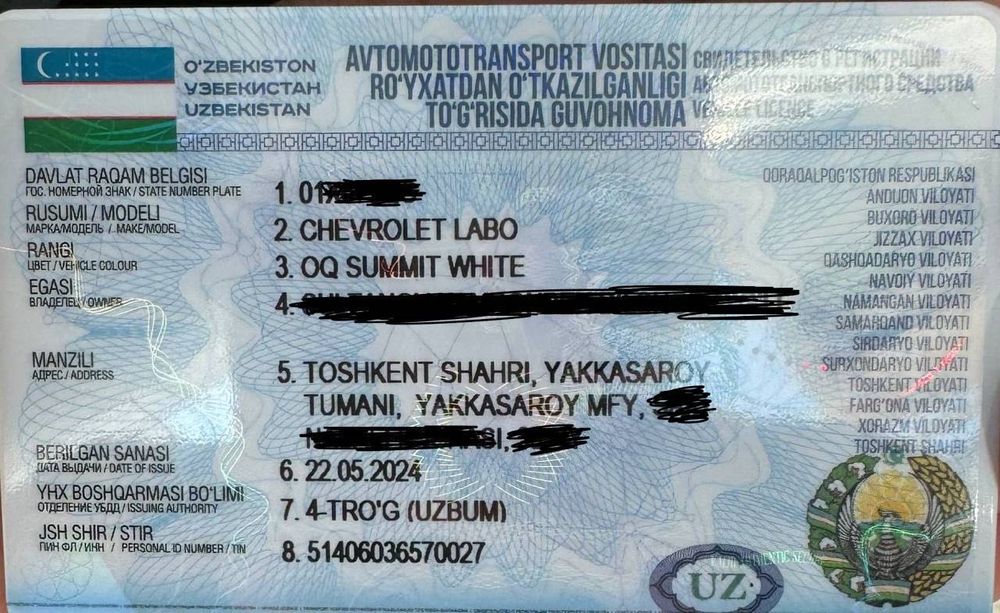 O'ZBEKISTON
УЗБЕКИСТАН
UZBEKISTAN
AVTOMOTOTRANSPORT VOSITASI
RO'YXATDAN O'TKAZILGANLIGI
TO'G'RISIDA GUVOHNOMA
СВИДЕТЕЛЬСТВО О РЕГИСТРАЦИИ
АВТОМОТОТРАНСПОРТНОГО СРЕДСТВА
VEHICLE LICENCE
DAVLAT RAQAM BELGISI
ГОС. НОМЕРНОЙ ЗНАК / STATE NUMBER PLATE
1. 01
RUSUMI / MODELI
МАРКА/МОДЕЛЬ / MAKE/MODEL
2. CHEVROLET LABO
RANGI
ЦВЕТ / VEHICLE COLOUR
3. OQ SUMMIT WHITE
EGASI
ВЛАДЕЛЕЦ / OWNER
4.
MANZILI
АДРЕС / ADDRESS
5. TOSHKENT SHAHRI, YAKKASAROY
TUMANI, YAKKASAROY MFY,
BERILGAN SANASI
ДАТА ВЫДАЧИ / DATE OF ISSUE
6. 22.05.2024
YHX BOSHQARMASI BO'LIMI
ОТДЕЛЕНИЕ УБДД / ISSUING AUTHORITY
7. 4-TRO'G (UZBUM)
JSH SHIR / STIR
ПИН ФЛ / ИНН / PERSONAL ID NUMBER / TIN
8. 51406036570027
QORAQALPOG'ISTON RESPUBLIKASI
ANDIJON VILOYATI
BUXORO VILOYATI
JIZZAX VILOYATI
QASHQADARYO VILOYATI
NAVOIY VILOYATI
NAMANGAN VILOYATI
SAMARQAND VILOYATI
SIRDARYO VILOYATI
SURXONDARYO VILOYATI
TOSHKENT VILOYATI
FARG'ONA VILOYATI
XORAZM VILOYATI
TOSHKENT SHAHRI
UZ